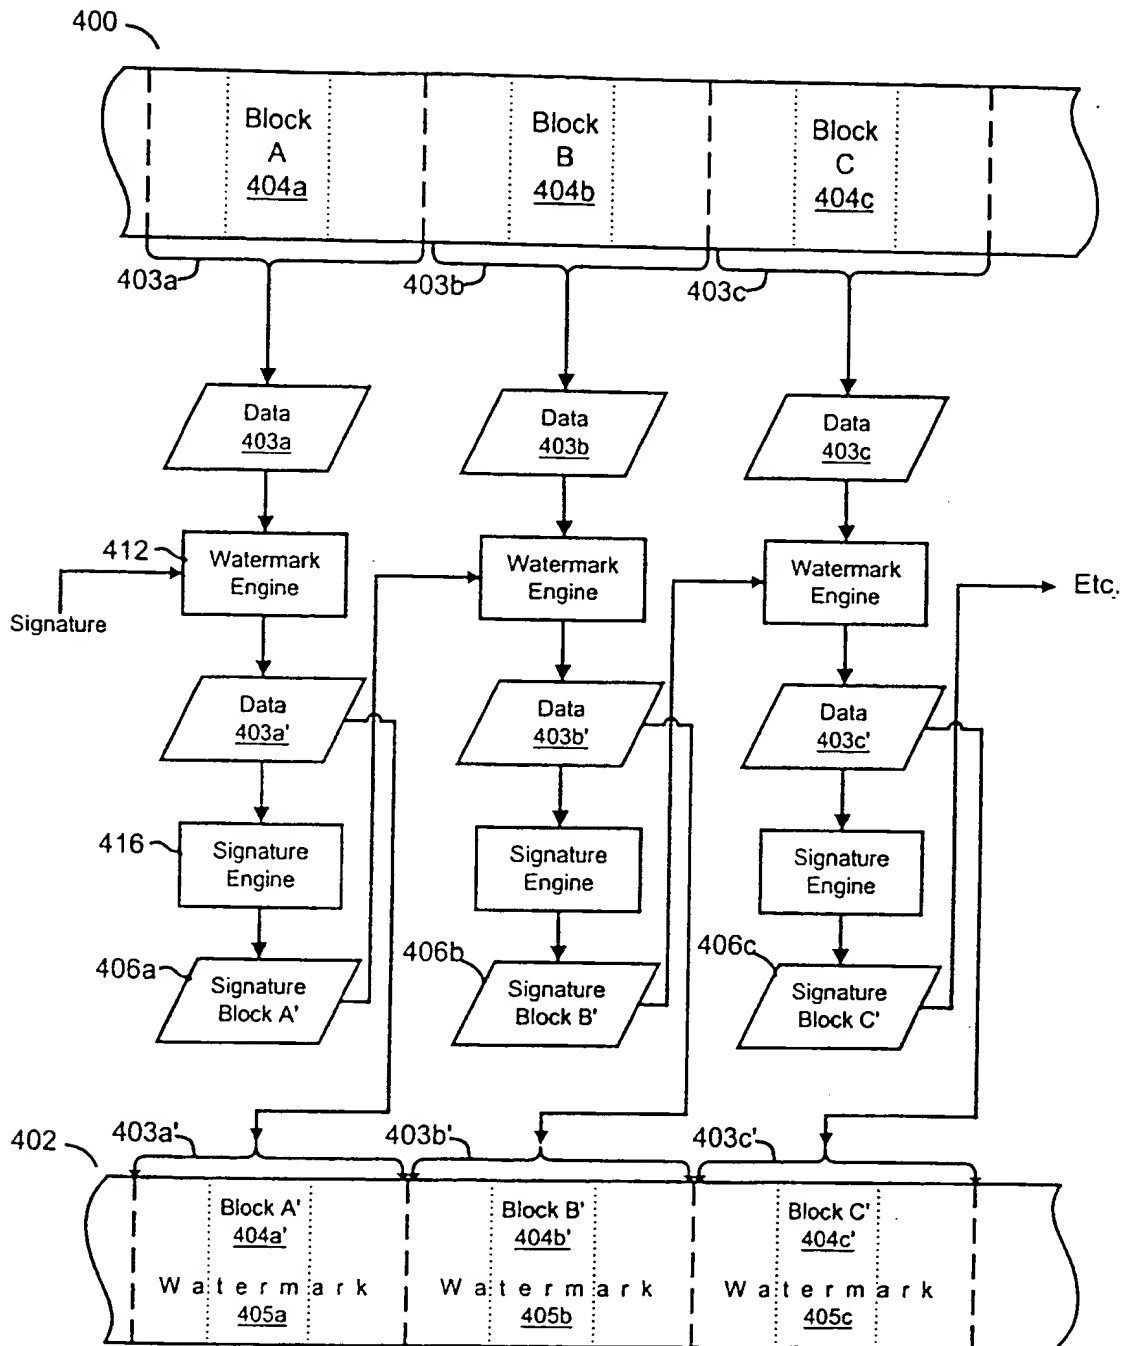 400
Block
A
404a
Block
B
404b
Block
C
404c
403a
403b
403c
Data
403a
Data
403b
Data
403c
412
Watermark
Engine
Watermark
Engine
Watermark
Engine
Etc.
Signature
Data
403a'
Data
403b'
Data
403c'
416
Signature
Engine
Signature
Engine
Signature
Engine
406a
406b
406c
Signature
Block A'
Signature
Block B'
Signature
Block C'
402
403a'
403b'
403c'
Block A'
404a'
Block B'
404b'
Block C'
404c'
Watermark
405a
Watermark
405b
Watermark
405c